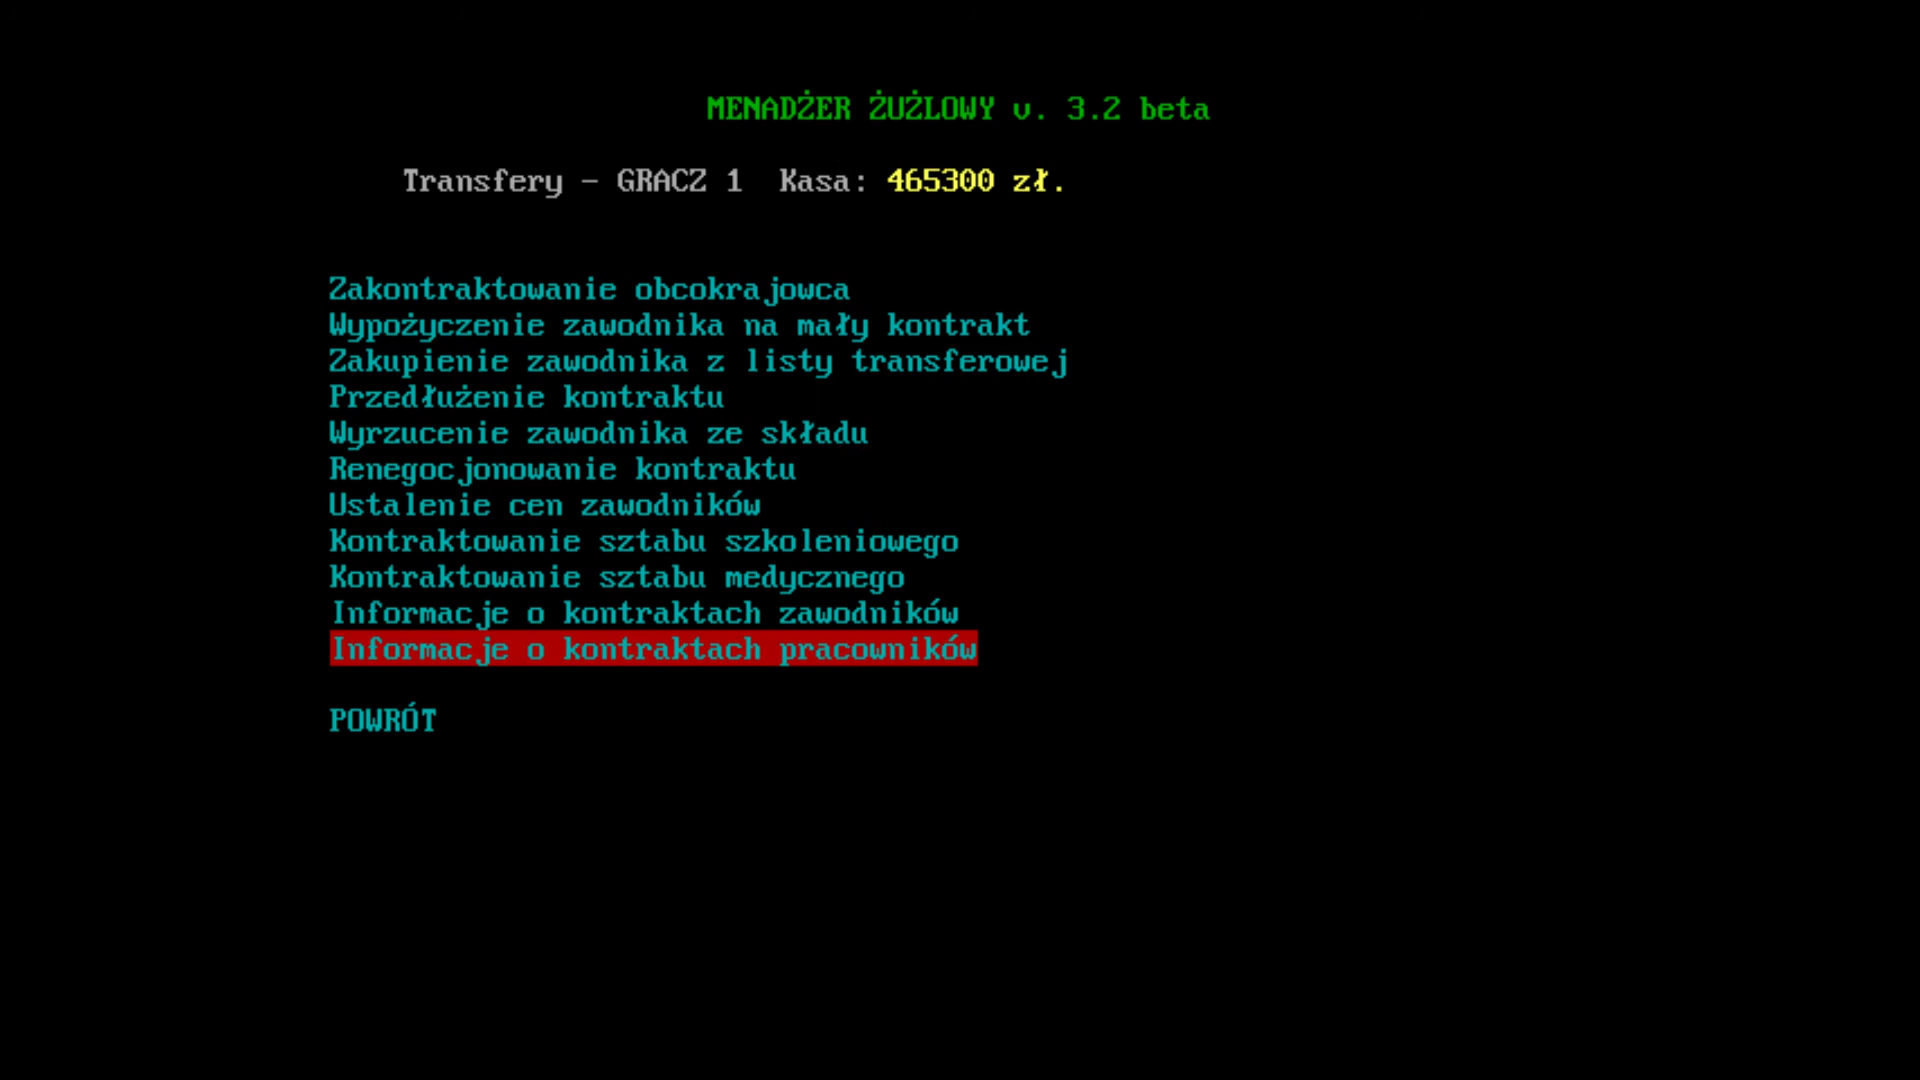 MENADŻER ŻUŻLOWY v. 3.2 beta
Transfery - GRACZ 1 Kasa: 465300 zł.
Zakontraktowanie obcokrajowca
Wypożyczenie zawodnika na mały kontrakt
Zakupienie zawodnika z listy transferowej
Przedłużenie kontraktu
Wyrzucenie zawodnika ze składu
Renegocjonowanie kontraktu
Ustalenie cen zawodników
Kontraktowanie sztabu szkoleniowego
Kontraktowanie sztabu medycznego
Informacje o kontraktach zawodników
Informacje o kontraktach pracowników
POWRÓT